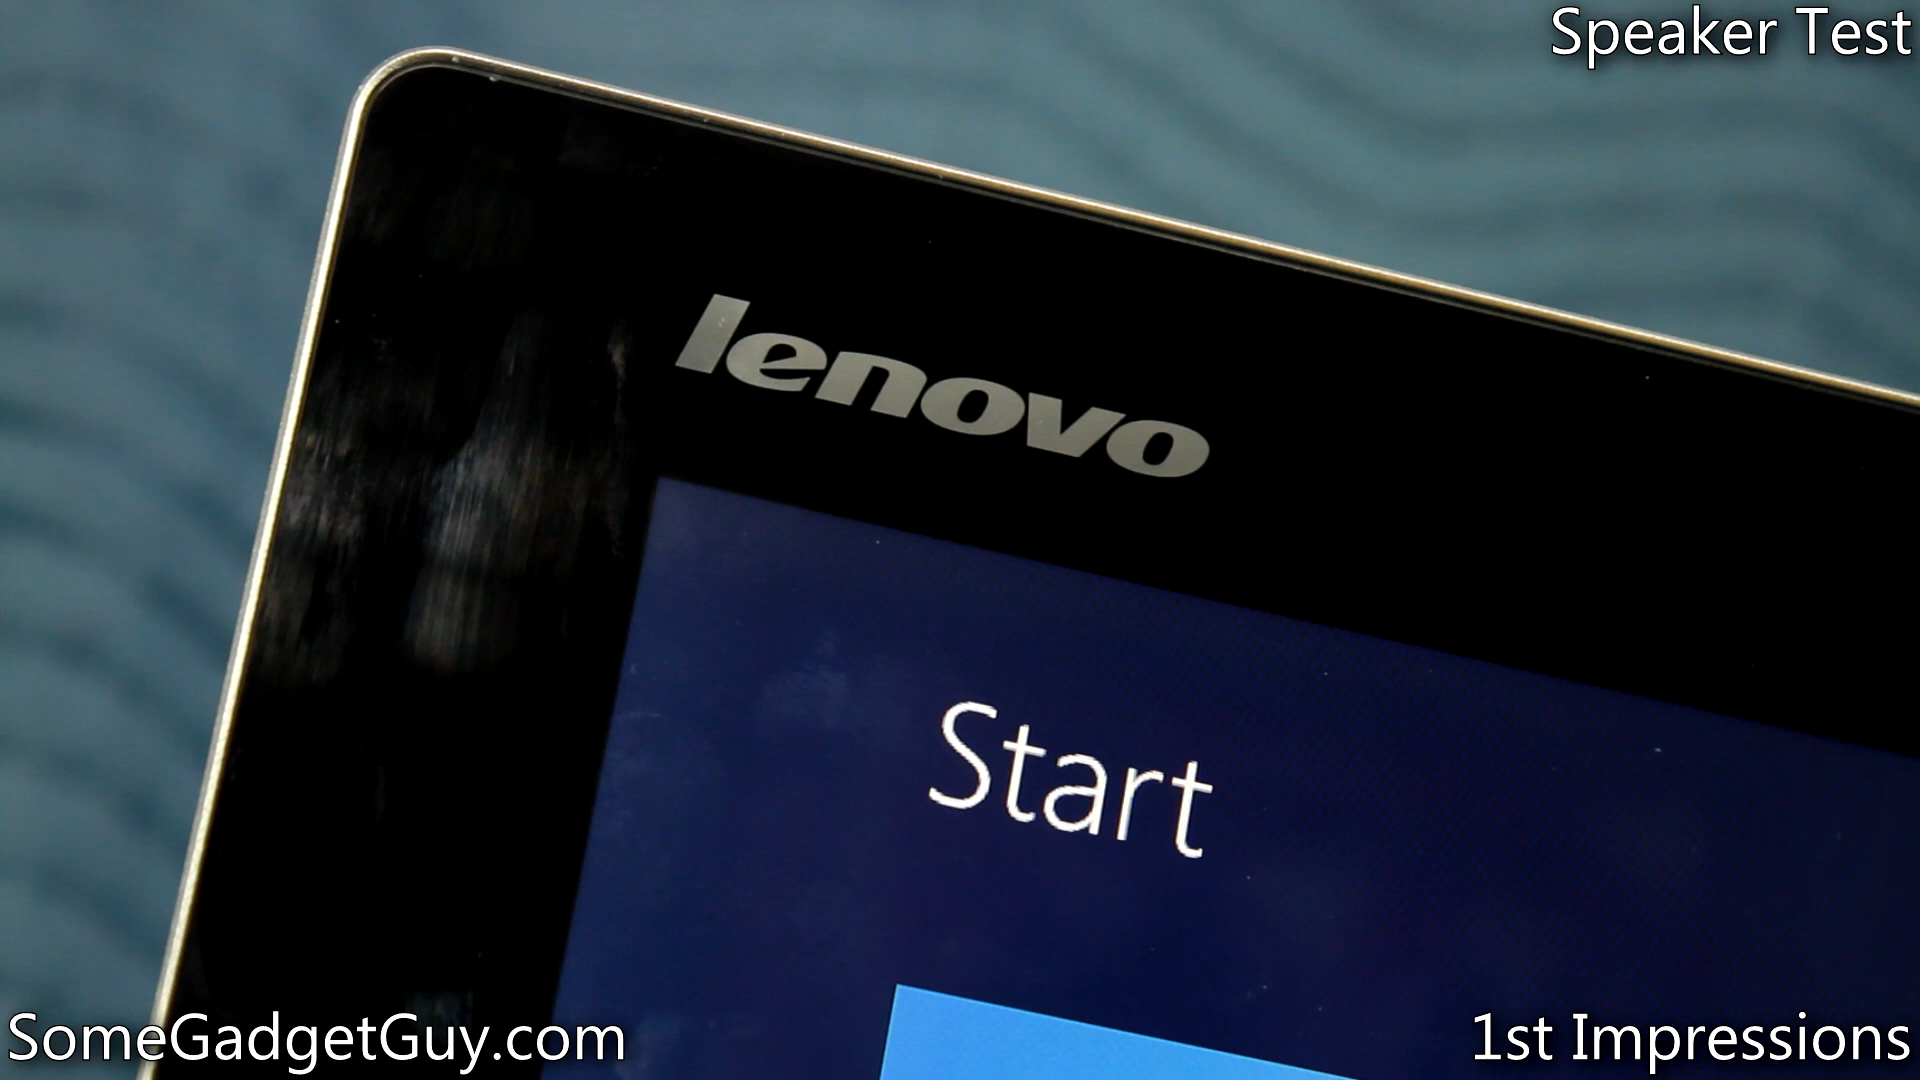 Speaker Test
lenovo
Start
SomeGadgetGuy.com
1st Impressions